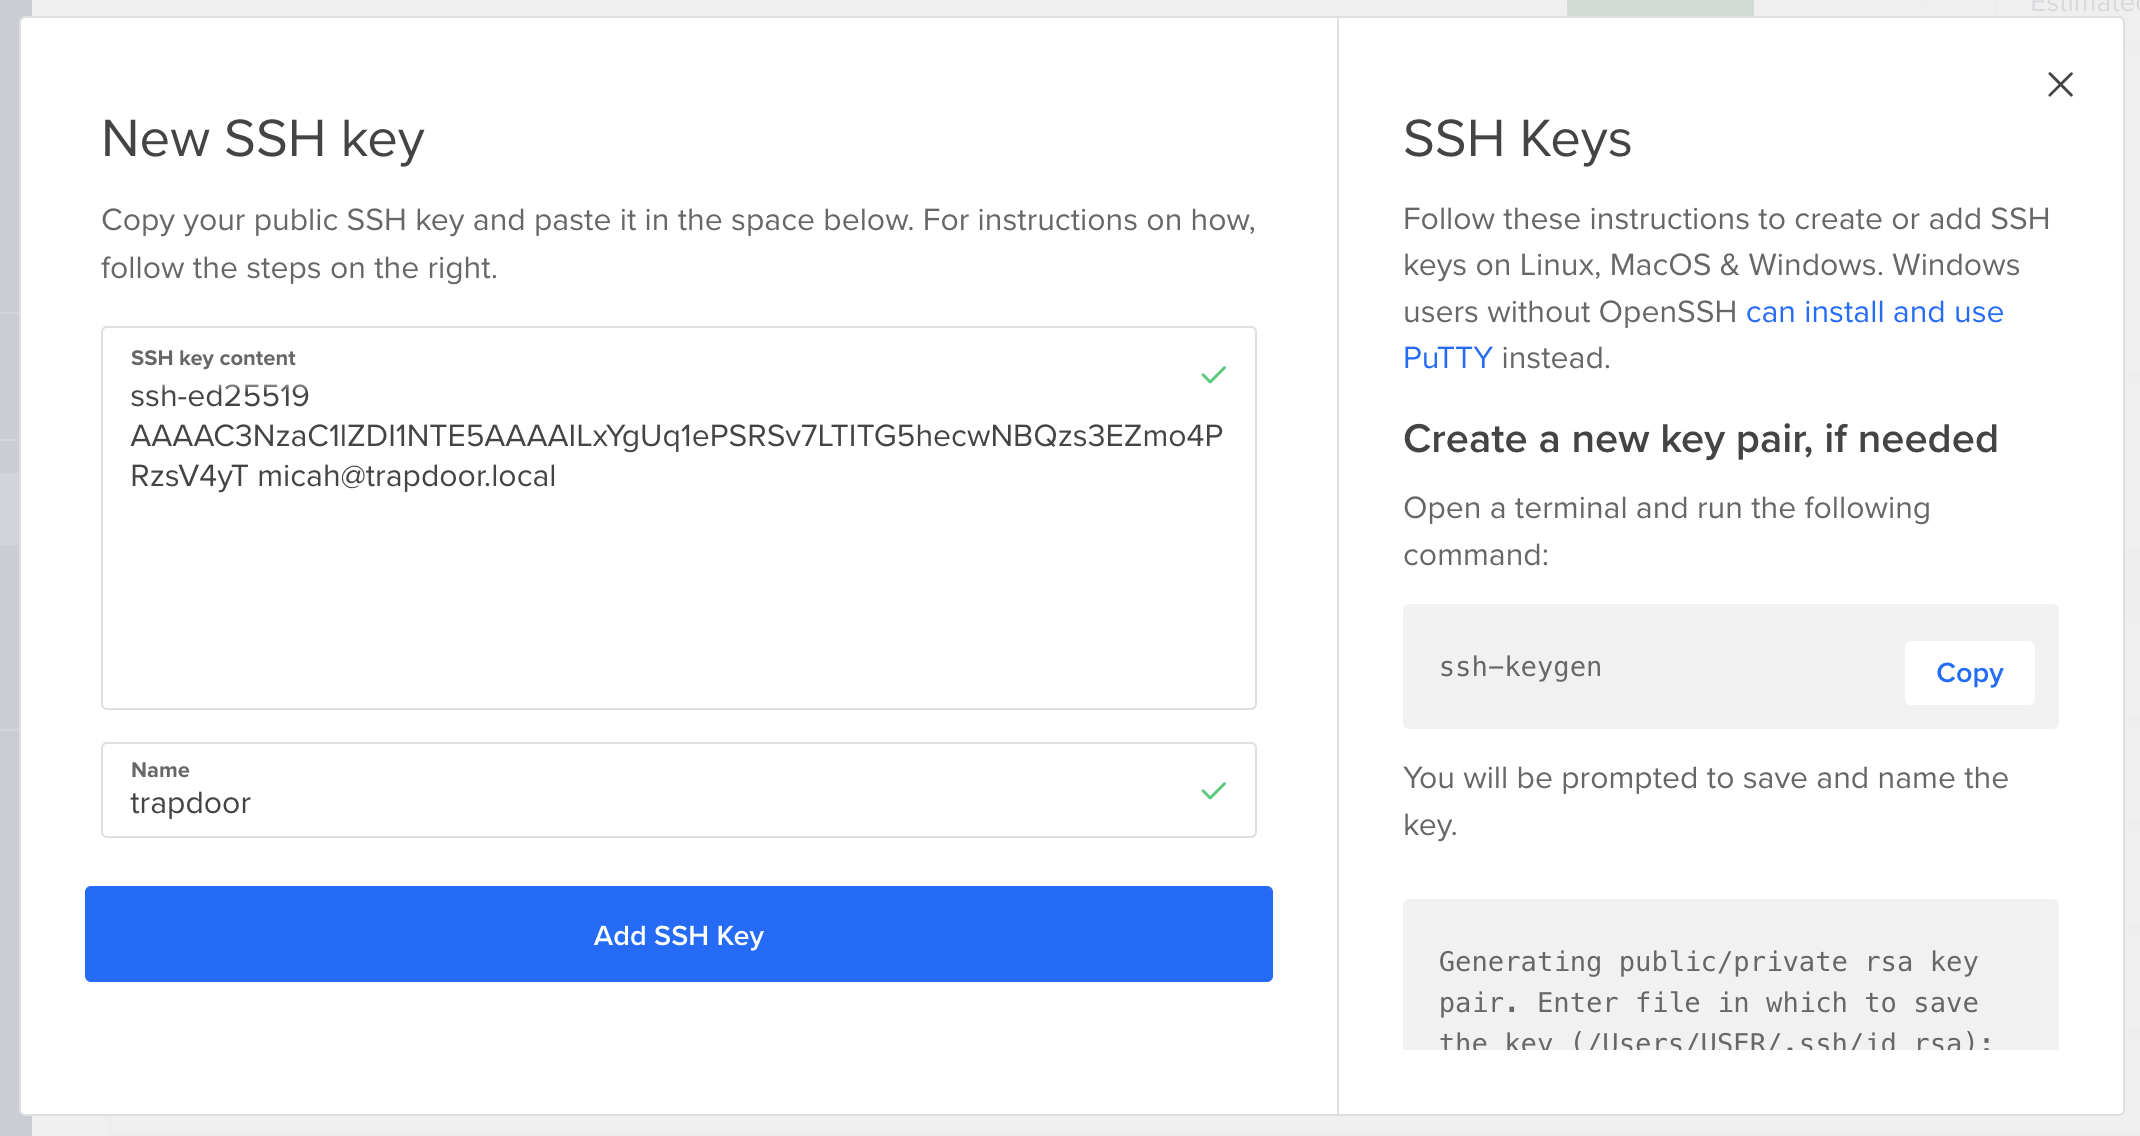 Estimated
New SSH key
Copy your public SSH key and paste it in the space below. For instructions on how,
follow the steps on the right.
SSH key content
ssh-ed25519
AAAAC3NzaC1lZDI1NTE5AAAAILxYgUq1ePSRSv7LTITG5hecwNBQzs3EZmo4P
RzsV4yT micah@trapdoor.local
Name
trapdoor
Add SSH Key
SSH Keys
Follow these instructions to create or add SSH
keys on Linux, MacOS & Windows. Windows
users without OpenSSH can install and use
PuTTY instead.
Create a new key pair, if needed
Open a terminal and run the following
command:
ssh-keygen
Copy
You will be prompted to save and name the
key.
Generating public/private rsa key
pair. Enter file in which to save
the key (/Users/USER/.ssh/id_rsa):